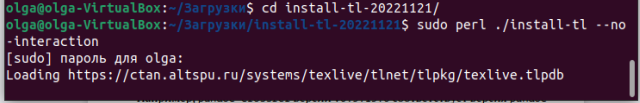 olga@olga-VirtualBox:~/Загрузки$ cd install-tl-20221121/
olga@olga-VirtualBox:~/Загрузки/install-tl-20221121$ sudo perl ./install-tl --no
-interaction
[sudo] пароль для olga:
Loading https://ctan.altspu.ru/systems/texlive/tlnet/tlpkg/texlive.tlpdb